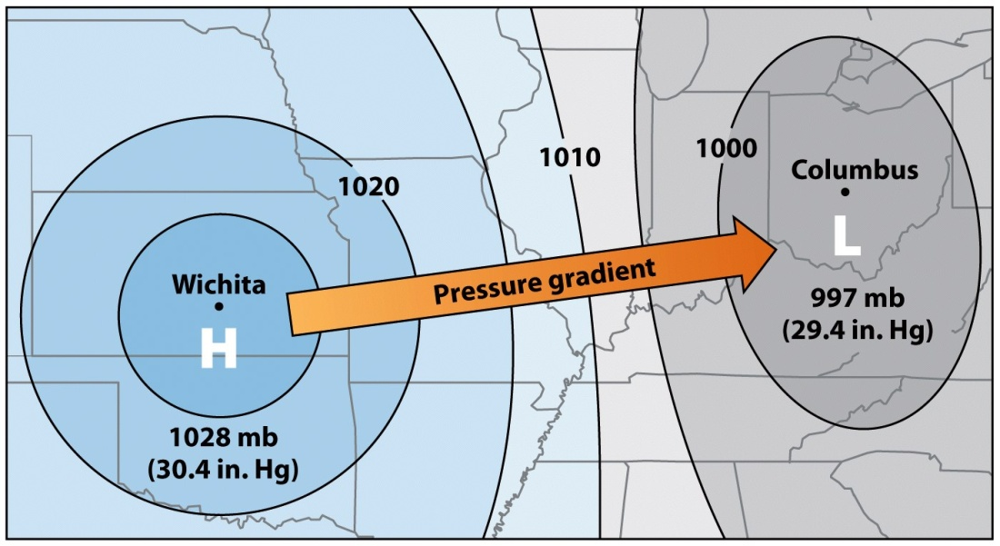 1010
1000
Columbus
1020
L
Wichita
Pressure gradient
997 mb
(29.4 in. Hg)
H
1028 mb
(30.4 in. Hg)